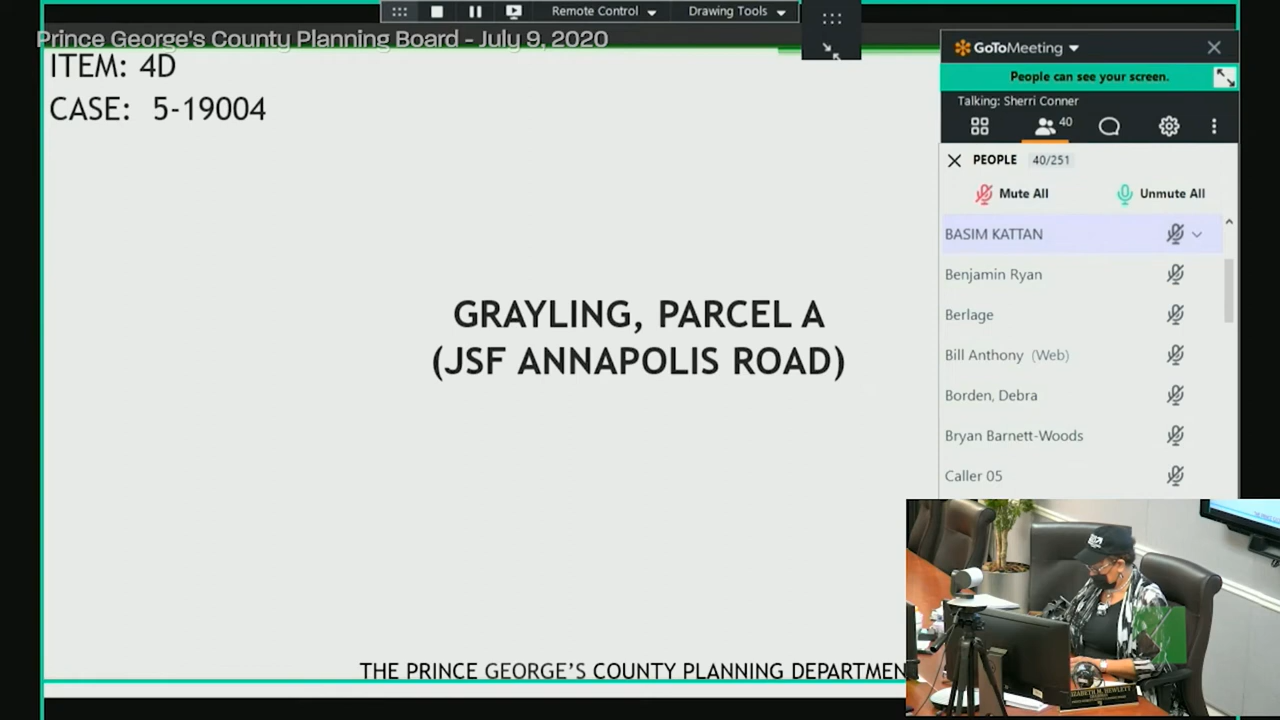 Remote Control
Drawing Tools
Prince George's County Planning Board - July 9, 2020
ITEM: 4D
CASE: 5-19004
GRAYLING, PARCEL A
(JSF ANNAPOLIS ROAD)
THE PRINCE GEORGE'S COUNTY PLANNING DEPARTMEN
GoToMeeting
People can see your screen.
Talking: Sherri Conner
40
PEOPLE 40/251
Mute All Unmute All
BASIM KATTAN
Benjamin Ryan
Berlage
Bill Anthony (Web)
Borden, Debra
Bryan Barnett-Woods
Caller 05
ELIZABETH M. HEWLETT